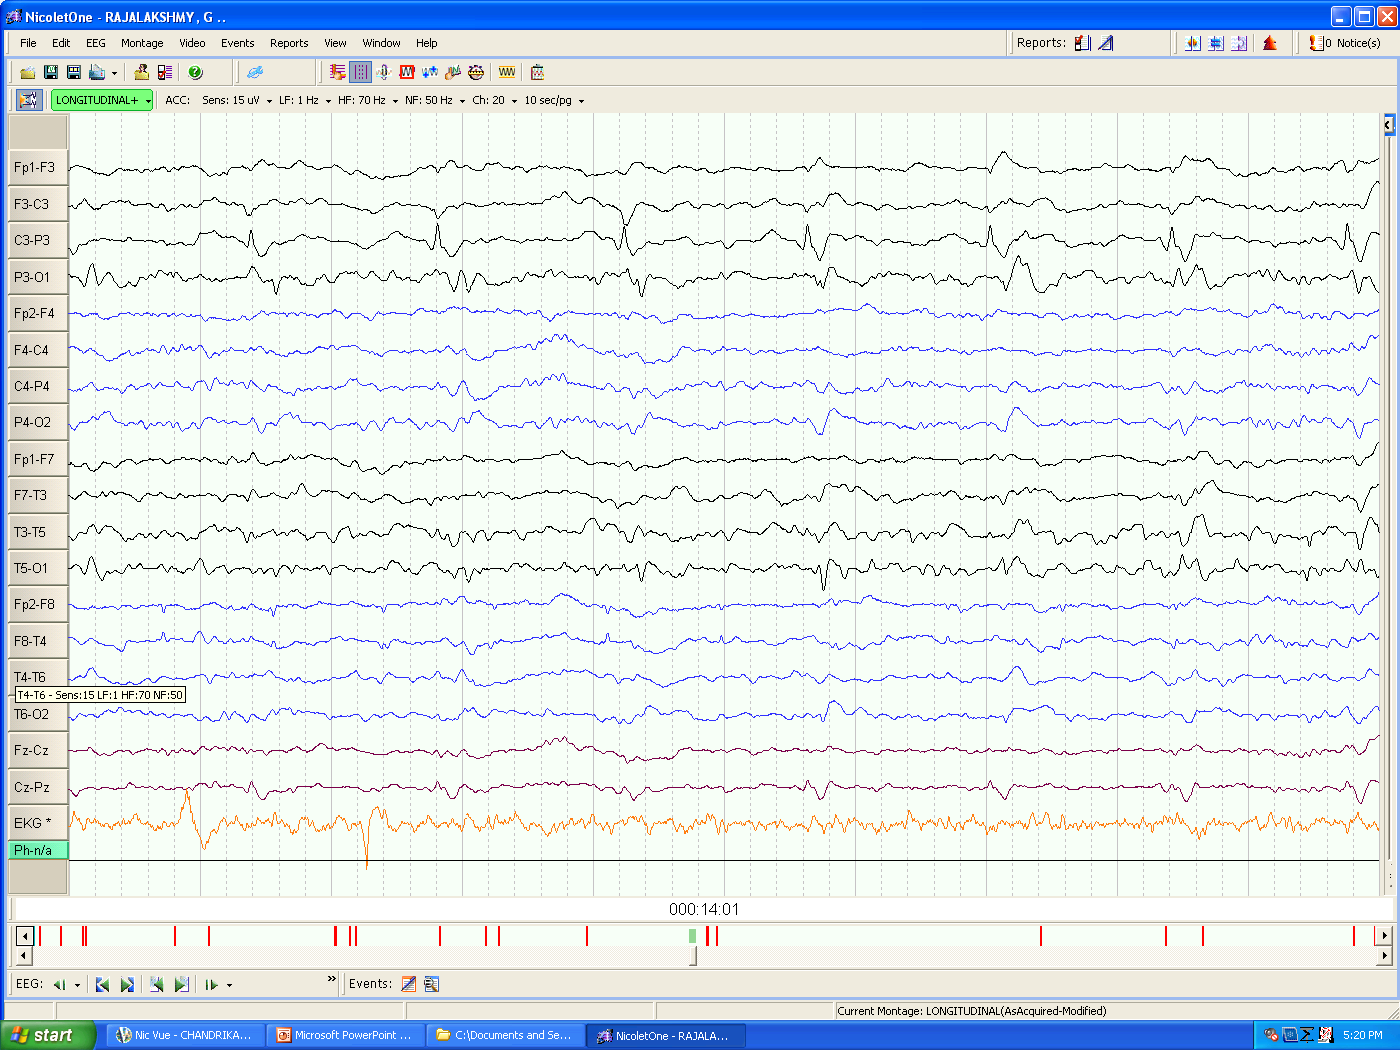 NicoletOne - RAJALAKSHMY , G ..
File Edit EEG Montage Video Events Reports View Window Help
Reports:
0 Notice(s)
LONGITUDINAL+ ACC: Sens: 15 uV LF: 1 Hz HF: 70 Hz NF: 50 Hz Ch: 20 10 sec/pg
Fp1-F3
F3-C3
C3-P3
P3-O1
Fp2-F4
F4-C4
C4-P4
P4-O2
Fp1-F7
F7-T3
T3-T5
T5-O1
Fp2-F8
F8-T4
T4-T6
T4-T6 - Sens:15 LF:1 HF:70 NF:50
T6-O2
Fz-Cz
Cz-Pz
EKG *
Ph-n/a
000:14:01
EEG: » Events:
Current Montage: LONGITUDINAL(AsAcquired-Modified)
start Nic Vue - CHANDRIKA... Microsoft PowerPoint ... C:\Documents and Se... NicoletOne - RAJALA... 5:20 PM